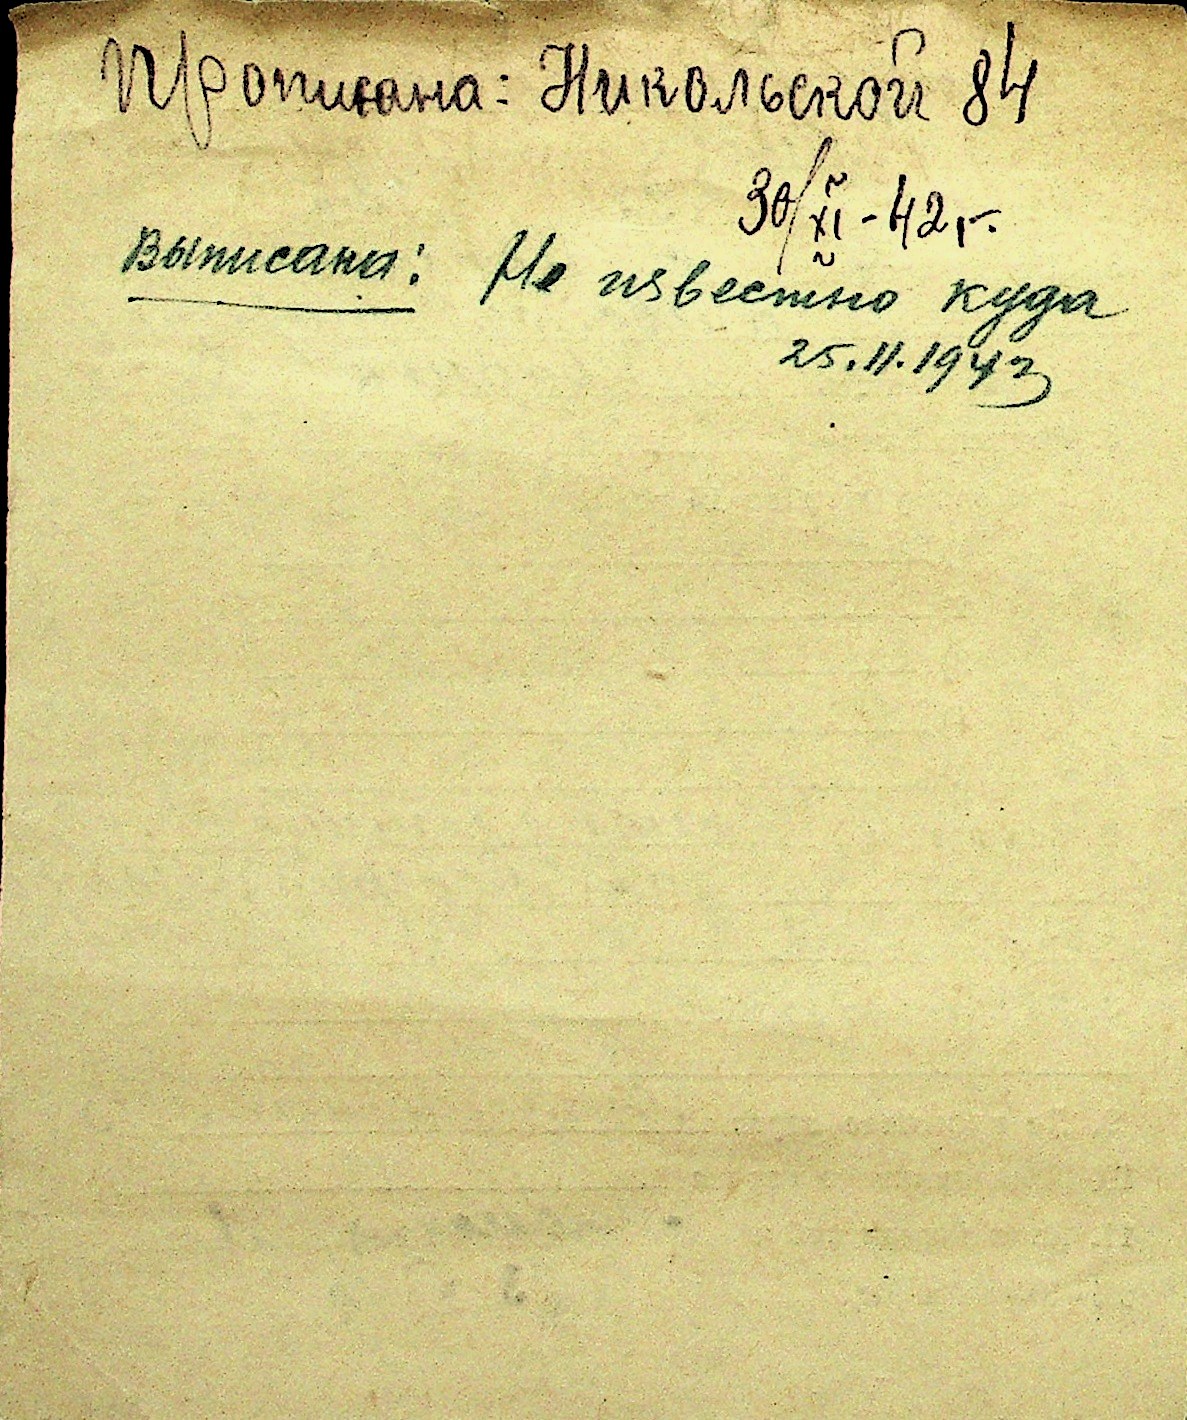 Прописана: Никольской 84
30/XI - 42 г.
Выписана: Не известно куда
25.11.1943